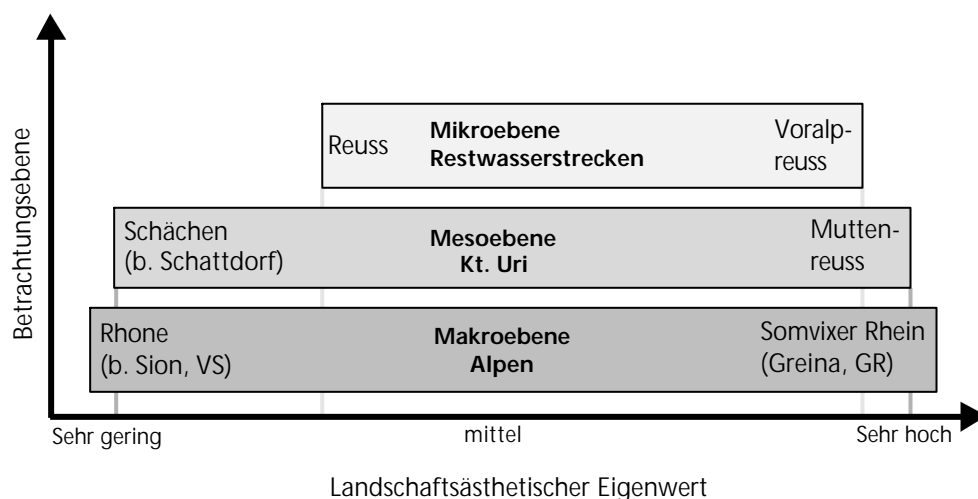 Betrachtungsebene
Reuss
Mikroebene
Restwasserstrecken
Voralp-
reuss
Schächen
(b. Schattdorf)
Mesoebene
Kt. Uri
Mutten-
reuss
Rhone
(b. Sion, VS)
Makroebene
Alpen
Somvixer Rhein
(Greina, GR)
Sehr gering
mittel
Sehr hoch
Landschaftsästhetischer Eigenwert